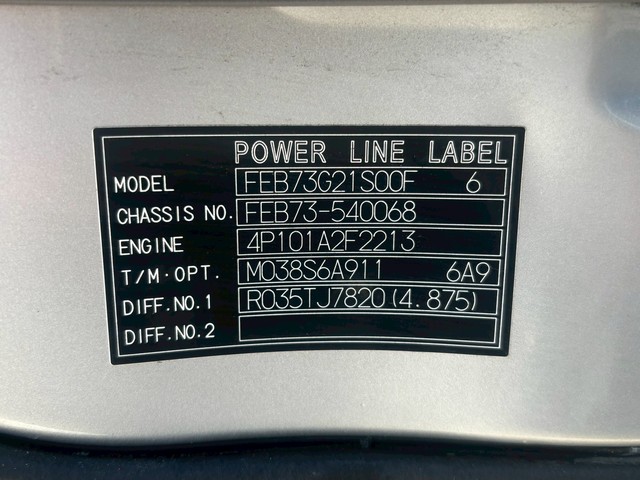 POWER LINE LABEL
MODEL FEB73G21S00F 6
CHASSIS NO. FEB73-540068
ENGINE 4P101A2F2213
T/M·OPT. M038S6A911 6A9
DIFF.NO.1 R035TJ7820(4.875)
DIFF.NO.2